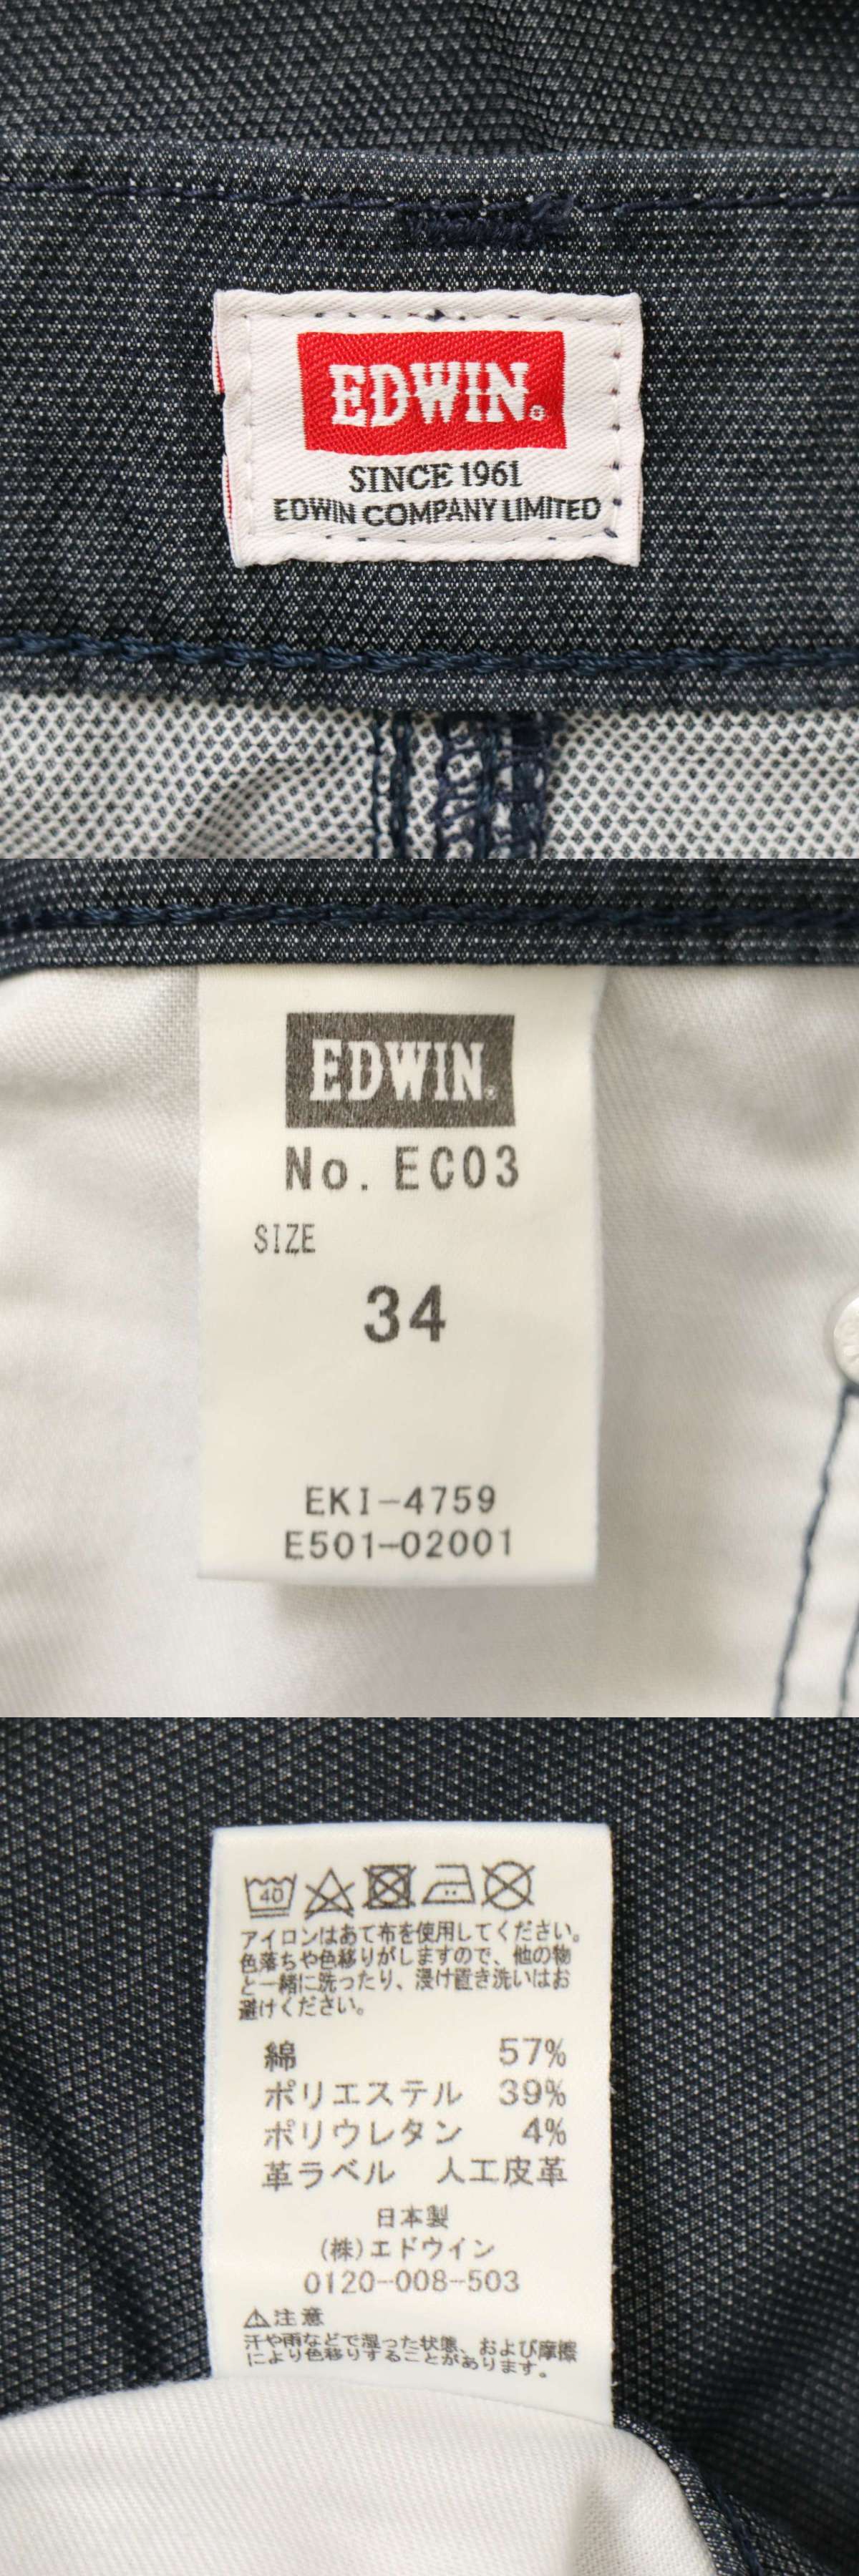 EDWIN®
SINCE 1961
EDWIN COMPANY LIMITED
EDWIN®
No. EC03
SIZE
34
EKI-4759
E501-02001
40
アイロンはあて布を使用してください。
色落ちや色移りがしますので、他の物
と一緒に洗ったり、浸け置き洗いはお
避けください。
綿 57%
ポリエステル 39%
ポリウレタン 4%
革ラベル 人工皮革
日本製
(株)エドウイン
0120-008-503
⚠注意
汗や雨などで湿った状態、および摩擦
により色移りすることがあります。